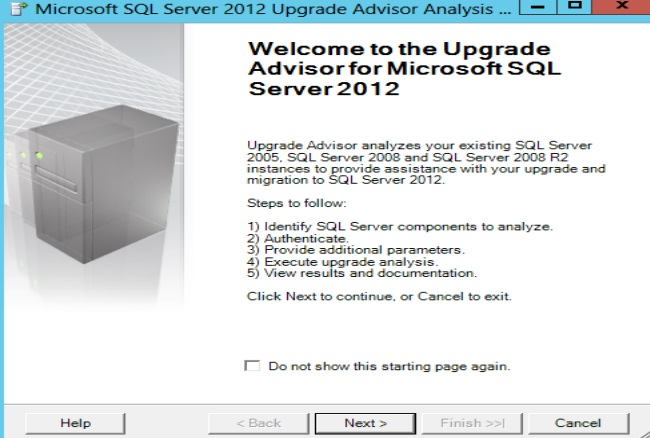 Microsoft SQL Server 2012 Upgrade Advisor Analysis ...
Welcome to the Upgrade
Advisor for Microsoft SQL
Server 2012
Upgrade Advisor analyzes your existing SQL Server
2005, SQL Server 2008 and SQL Server 2008 R2
instances to provide assistance with your upgrade and
migration to SQL Server 2012.
Steps to follow:
1) Identify SQL Server components to analyze.
2) Authenticate.
3) Provide additional parameters.
4) Execute upgrade analysis.
5) View results and documentation.
Click Next to continue, or Cancel to exit.
Do not show this starting page again.
Help
< Back
Next >
Finish >>|
Cancel